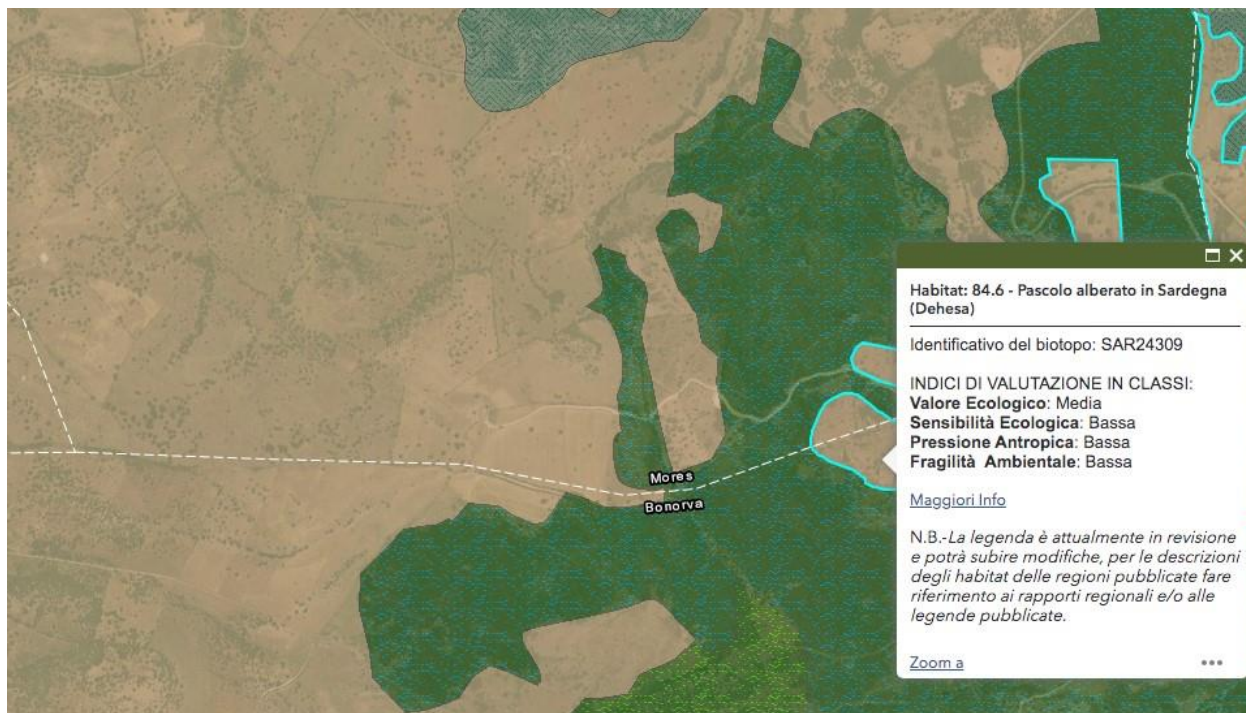 Mores
Bonorva
Habitat: 84.6 - Pascolo alberato in Sardegna
(Dehesa)
Identificativo del biotopo: SAR24309
INDICI DI VALUTAZIONE IN CLASSI:
Valore Ecologico: Media
Sensibilità Ecologica: Bassa
Pressione Antropica: Bassa
Fragilità Ambientale: Bassa
Maggiori Info
N.B.-La legenda è attualmente in revisione
e potrà subire modifiche, per le descrizioni
degli habitat delle regioni pubblicate fare
riferimento ai rapporti regionali e/o alle
legende pubblicate.
Zoom a